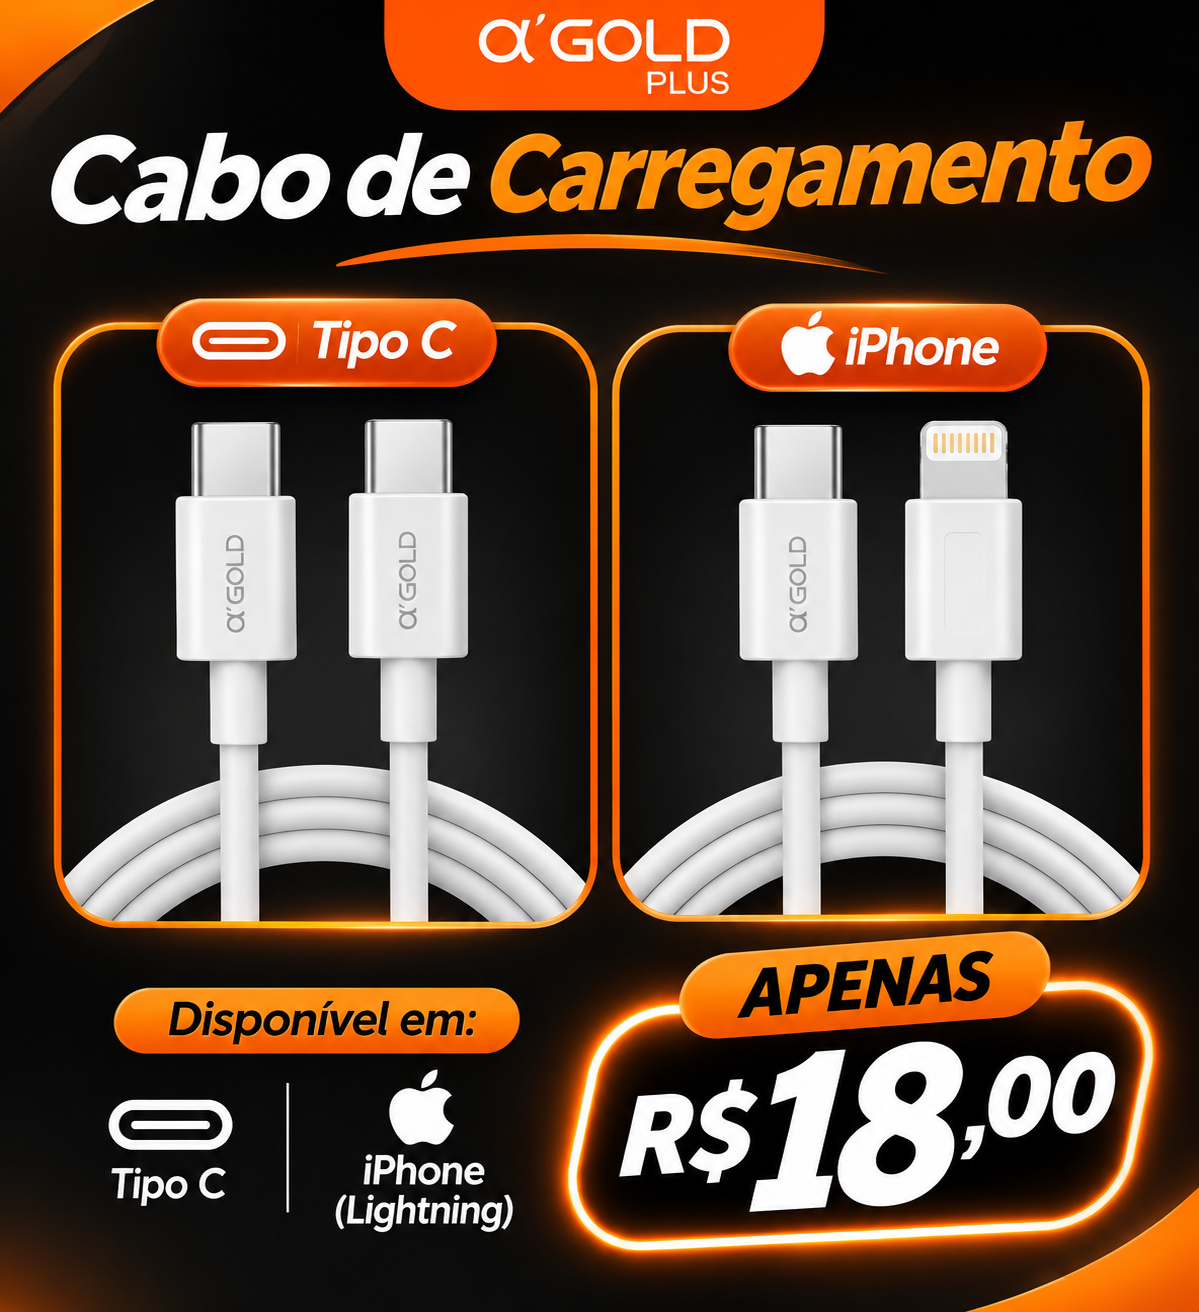 α'GOLD
PLUS
Cabo de Carregamento
Tipo C
iPhone
α'GOLD
α'GOLD
α'GOLD
APENAS
R$18,00
Disponível em:
Tipo C
iPhone
(Lightning)